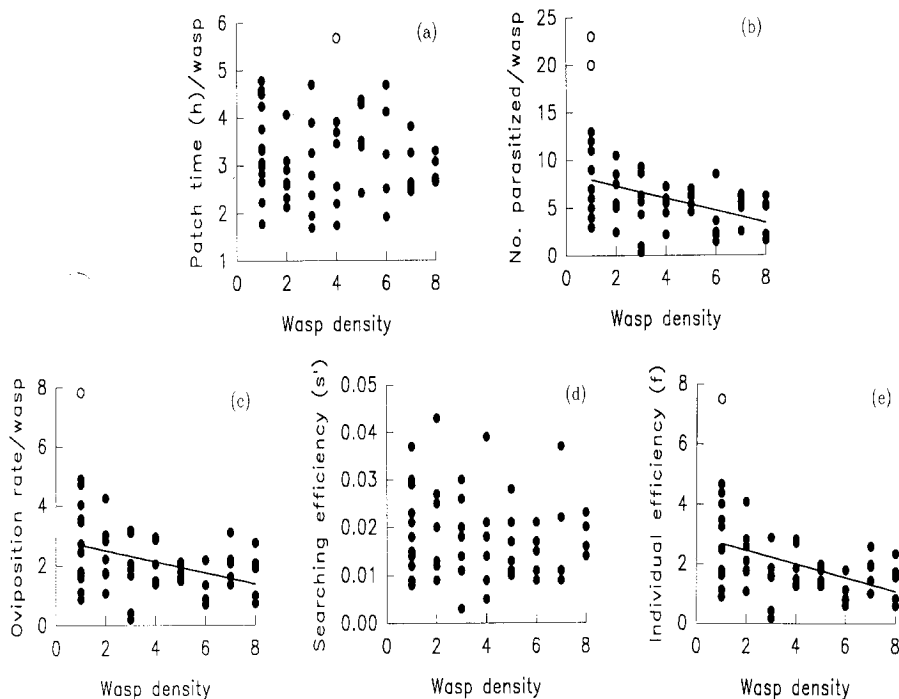 (a)
Patch time (h)/wasp
6
5
4
3
2
1
0 2 4 6 8
Wasp density
(b)
No. parasitized/wasp
25
20
15
10
5
0
0 2 4 6 8
Wasp density
(c)
Oviposition rate/wasp
8
6
4
2
0
0 2 4 6 8
Wasp density
(d)
Searching efficiency (s')
0.05
0.04
0.03
0.02
0.01
0.00
0 2 4 6 8
Wasp density
(e)
Individual efficiency (f)
8
6
4
2
0
0 2 4 6 8
Wasp density